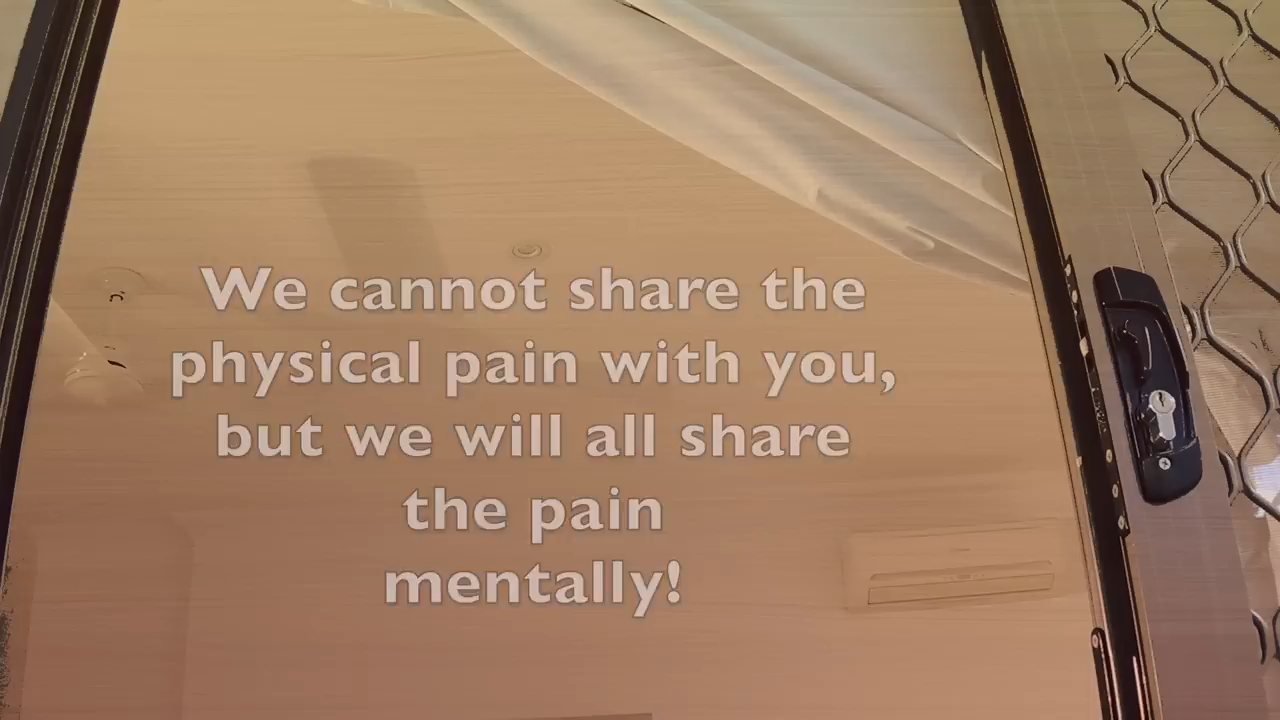 We cannot share the
physical pain with you,
but we will all share
the pain
mentally!